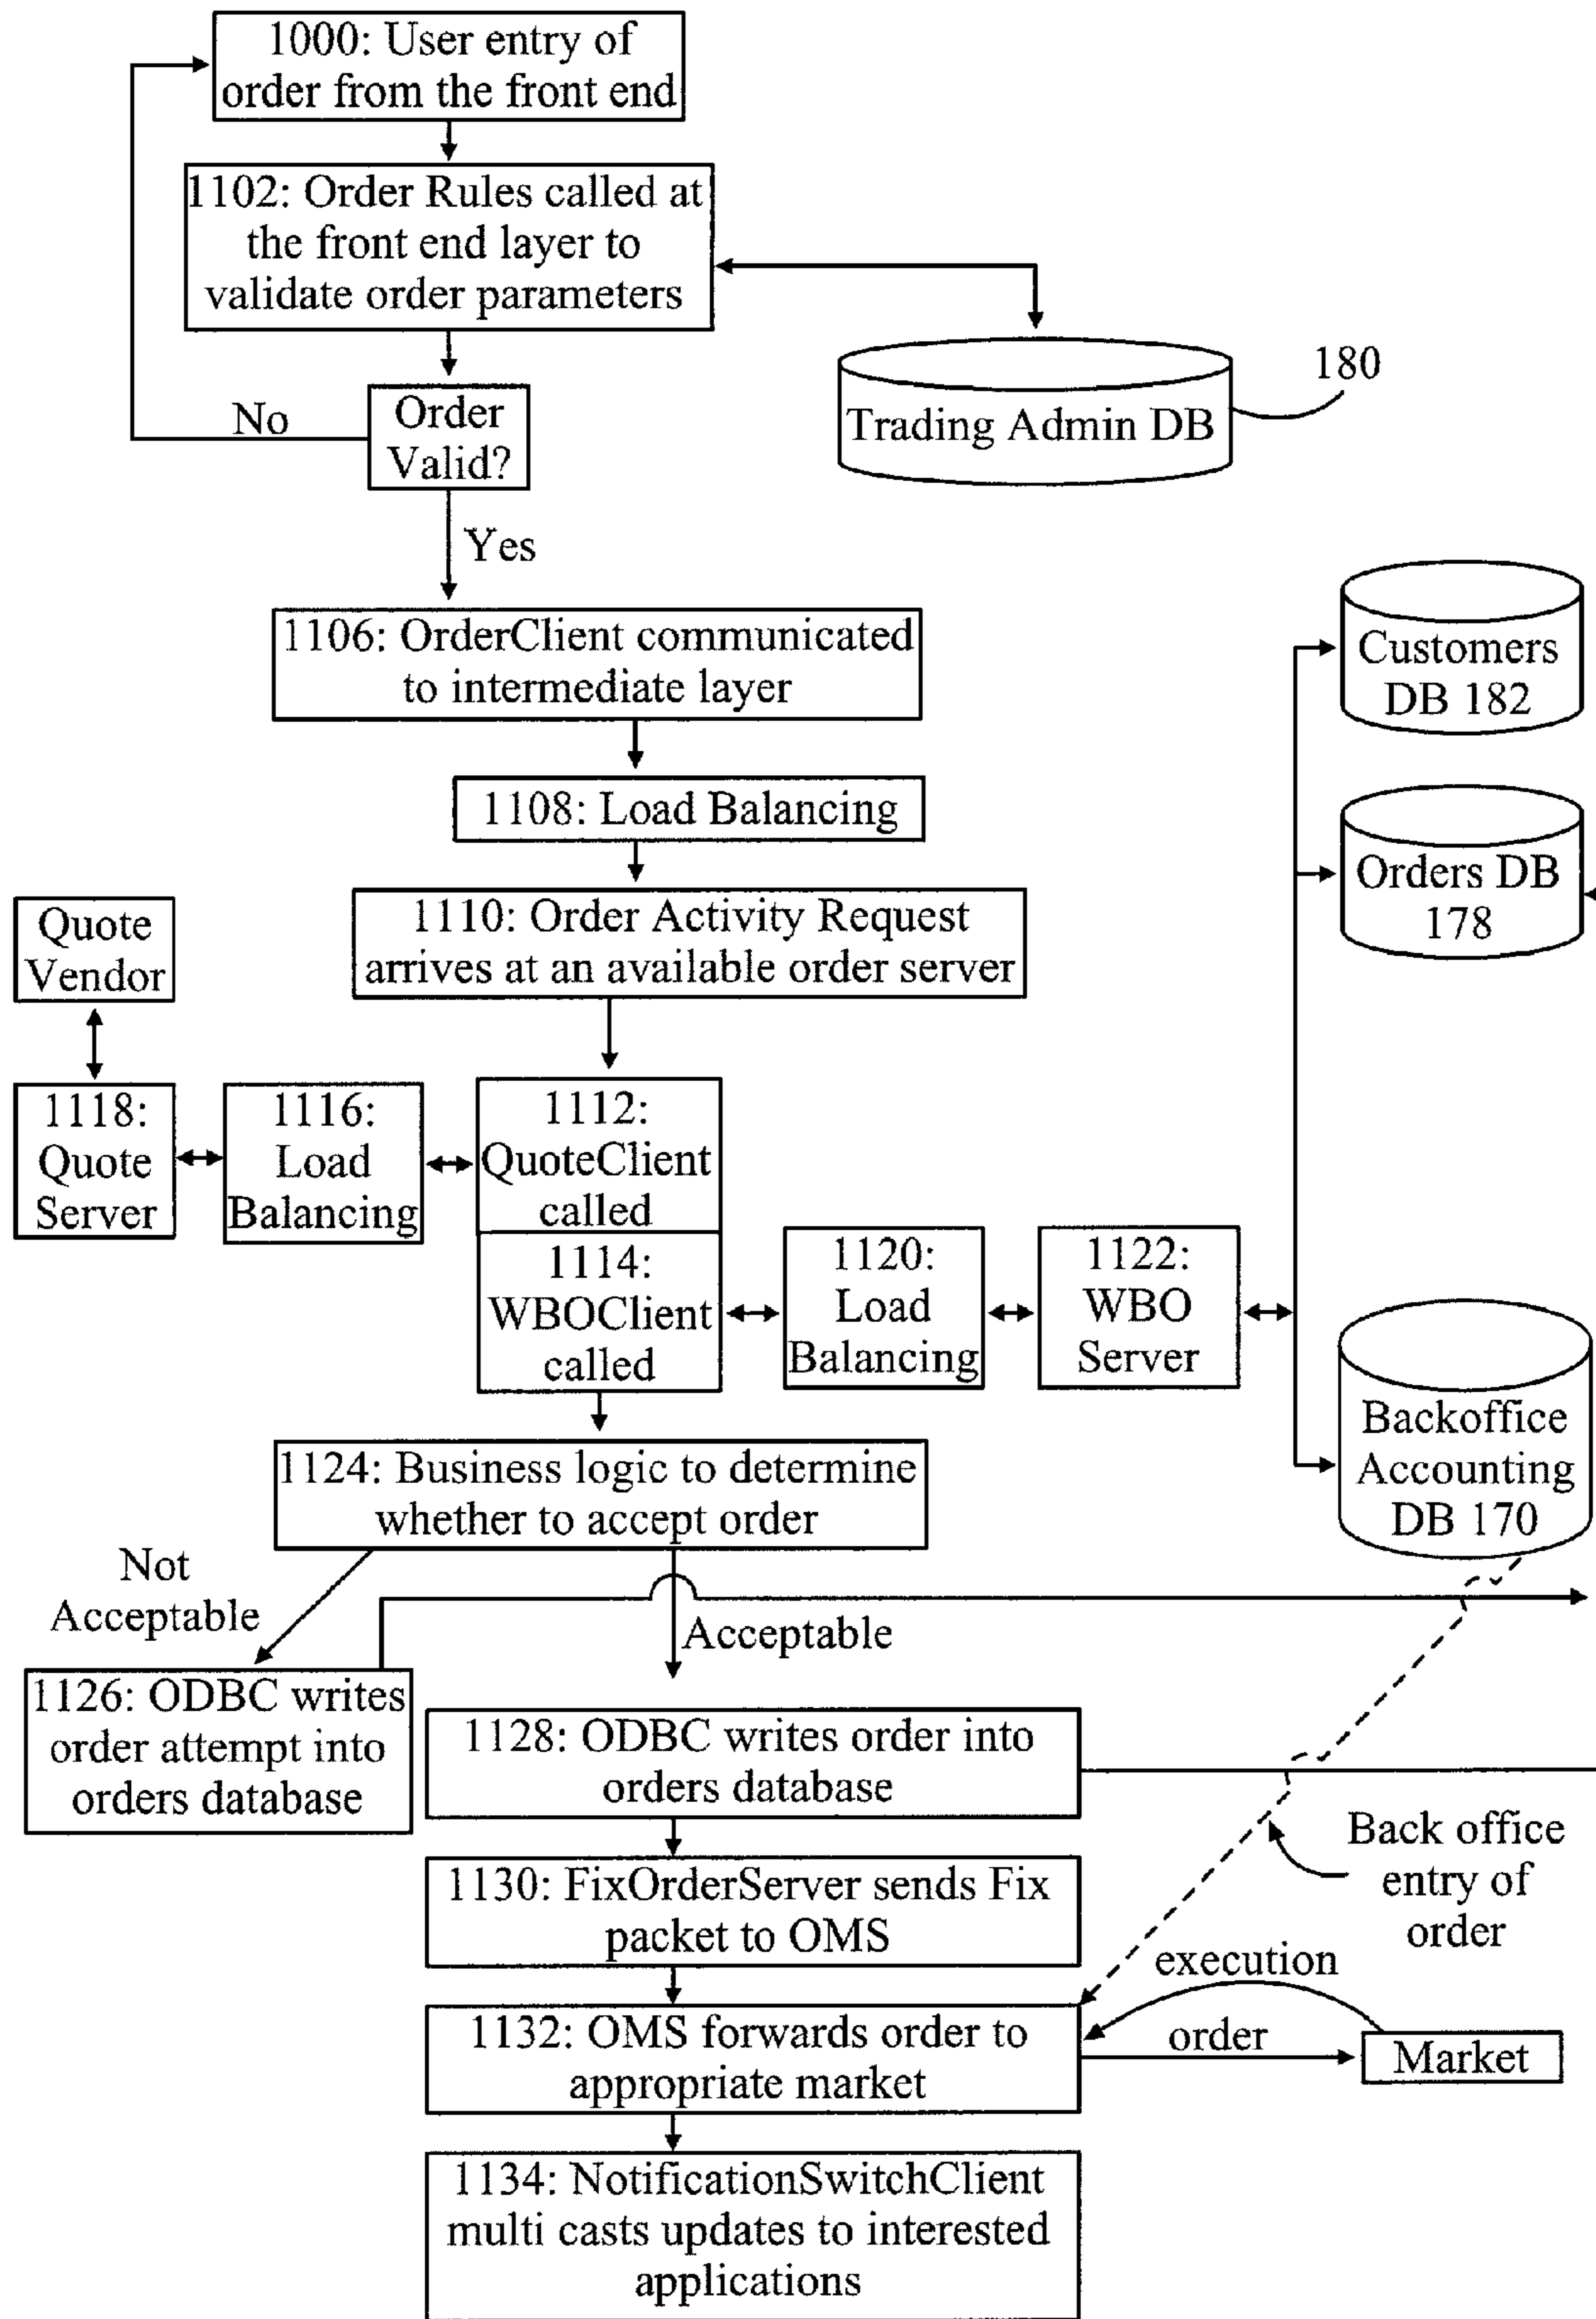 1000: User entry of
order from the front end
1102: Order Rules called at
the front end layer to
validate order parameters
180
Trading Admin DB
Order
Valid?
No
Yes
1106: OrderClient communicated
to intermediate layer
Customers
DB 182
1108: Load Balancing
Orders DB
178
1110: Order Activity Request
arrives at an available order server
Quote
Vendor
1118:
Quote
Server
1116:
Load
Balancing
1112:
QuoteClient
called
1114:
WBOClient
called
1120:
Load
Balancing
1122:
WBO
Server
Backoffice
Accounting
DB 170
1124: Business logic to determine
whether to accept order
Not
Acceptable
Acceptable
1126: ODBC writes
order attempt into
orders database
1128: ODBC writes order into
orders database
Back office
entry of
order
1130: FixOrderServer sends Fix
packet to OMS
execution
1132: OMS forwards order to
appropriate market
order
Market
1134: NotificationSwitchClient
multi casts updates to interested
applications